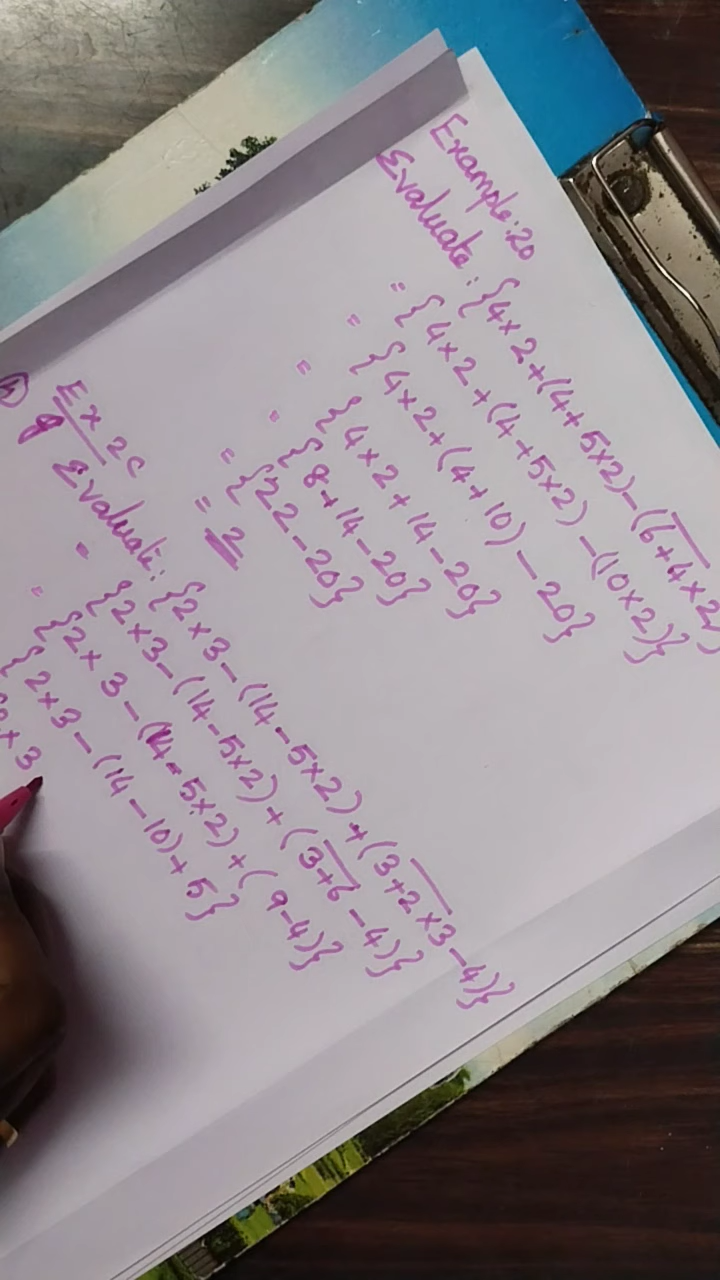 Example:20
Evaluate: {4×2+(4+5×2)-(6̅+̅4̅×2)}
= {4×2+(4+5×2)-(10×2)}
= {4×2+(4+10)-20}
= {4×2+14-20}
= {8+14-20}
= {22-20}
= 2
Ex 2c
9 Evaluate: {2×3-(14-5×2)+(3+̅2̅×̅3-4)}
= {2×3-(14-5×2)+(3̅+̅6̅-4)}
= {2×3-(14-5×2)+(9-4)}
{2×3-(14-10)+5}
2×3